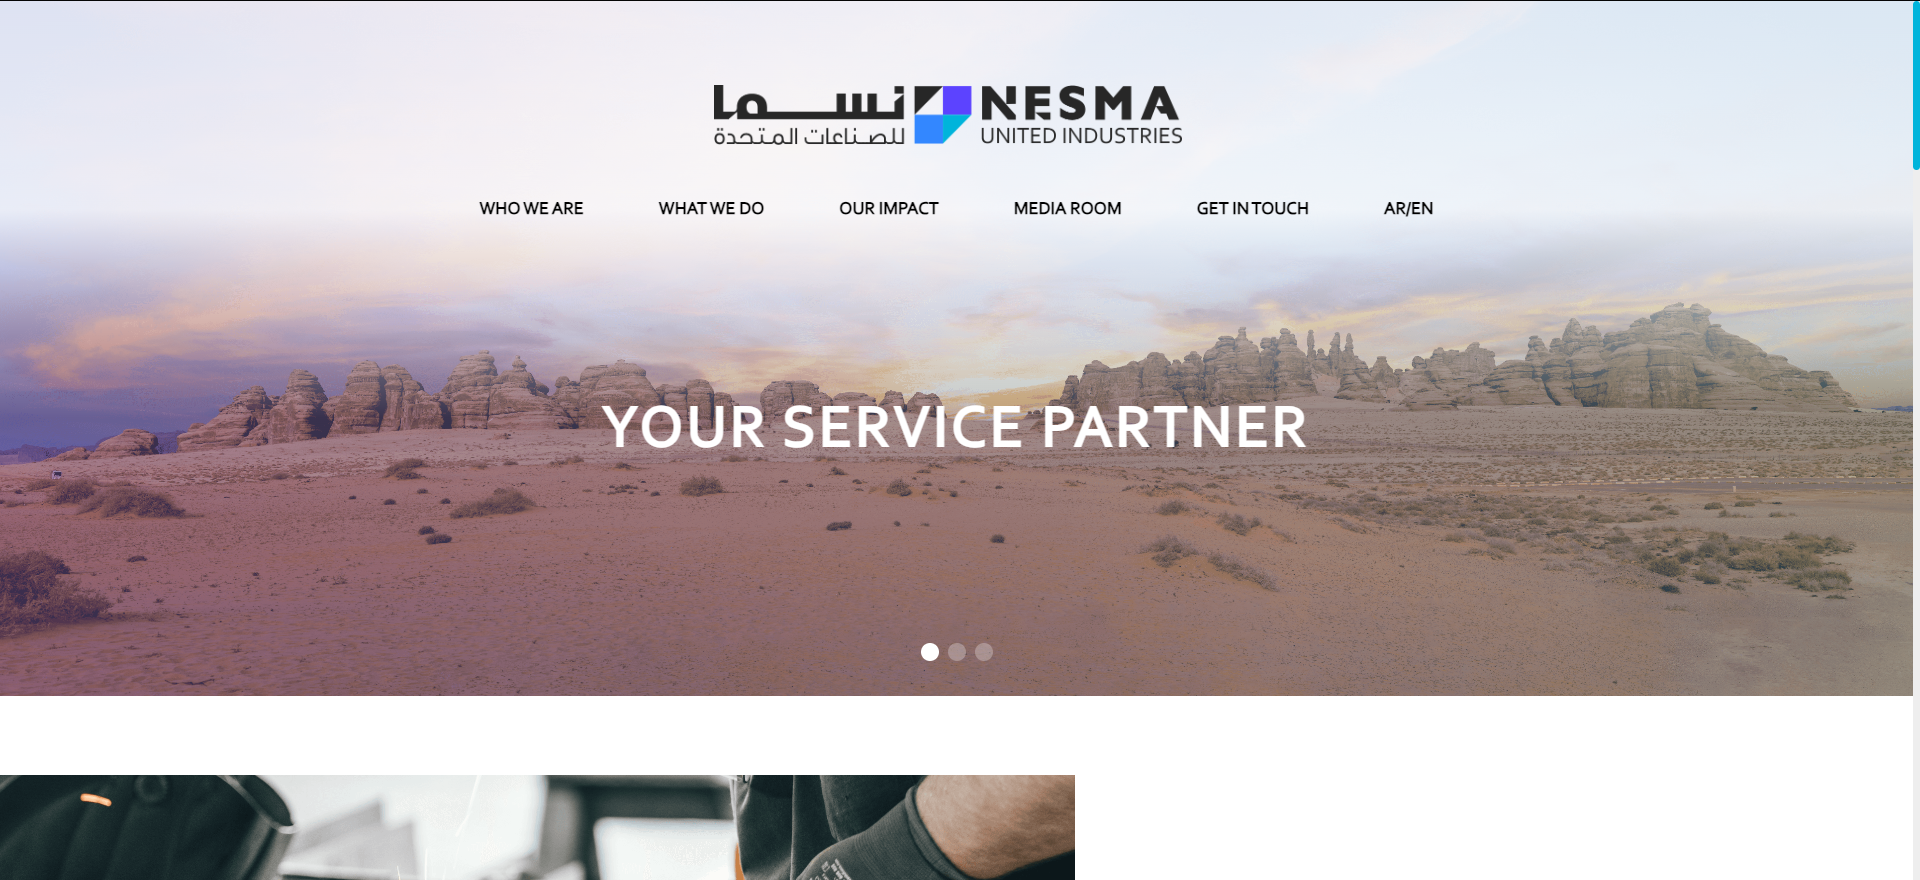 نسما
للصناعات المتحدة
NESMA
UNITED INDUSTRIES
WHO WE ARE
WHAT WE DO
OUR IMPACT
MEDIA ROOM
GET IN TOUCH
AR/EN
YOUR SERVICE PARTNER